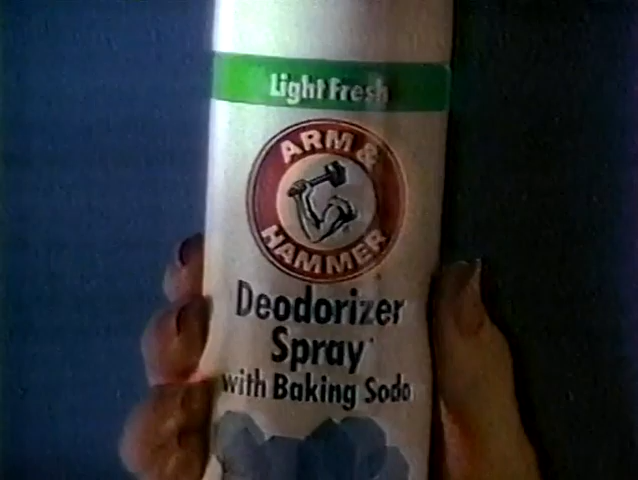 Light Fresh
ARM &
HAMMER
Deodorizer
Spray
with Baking Soda